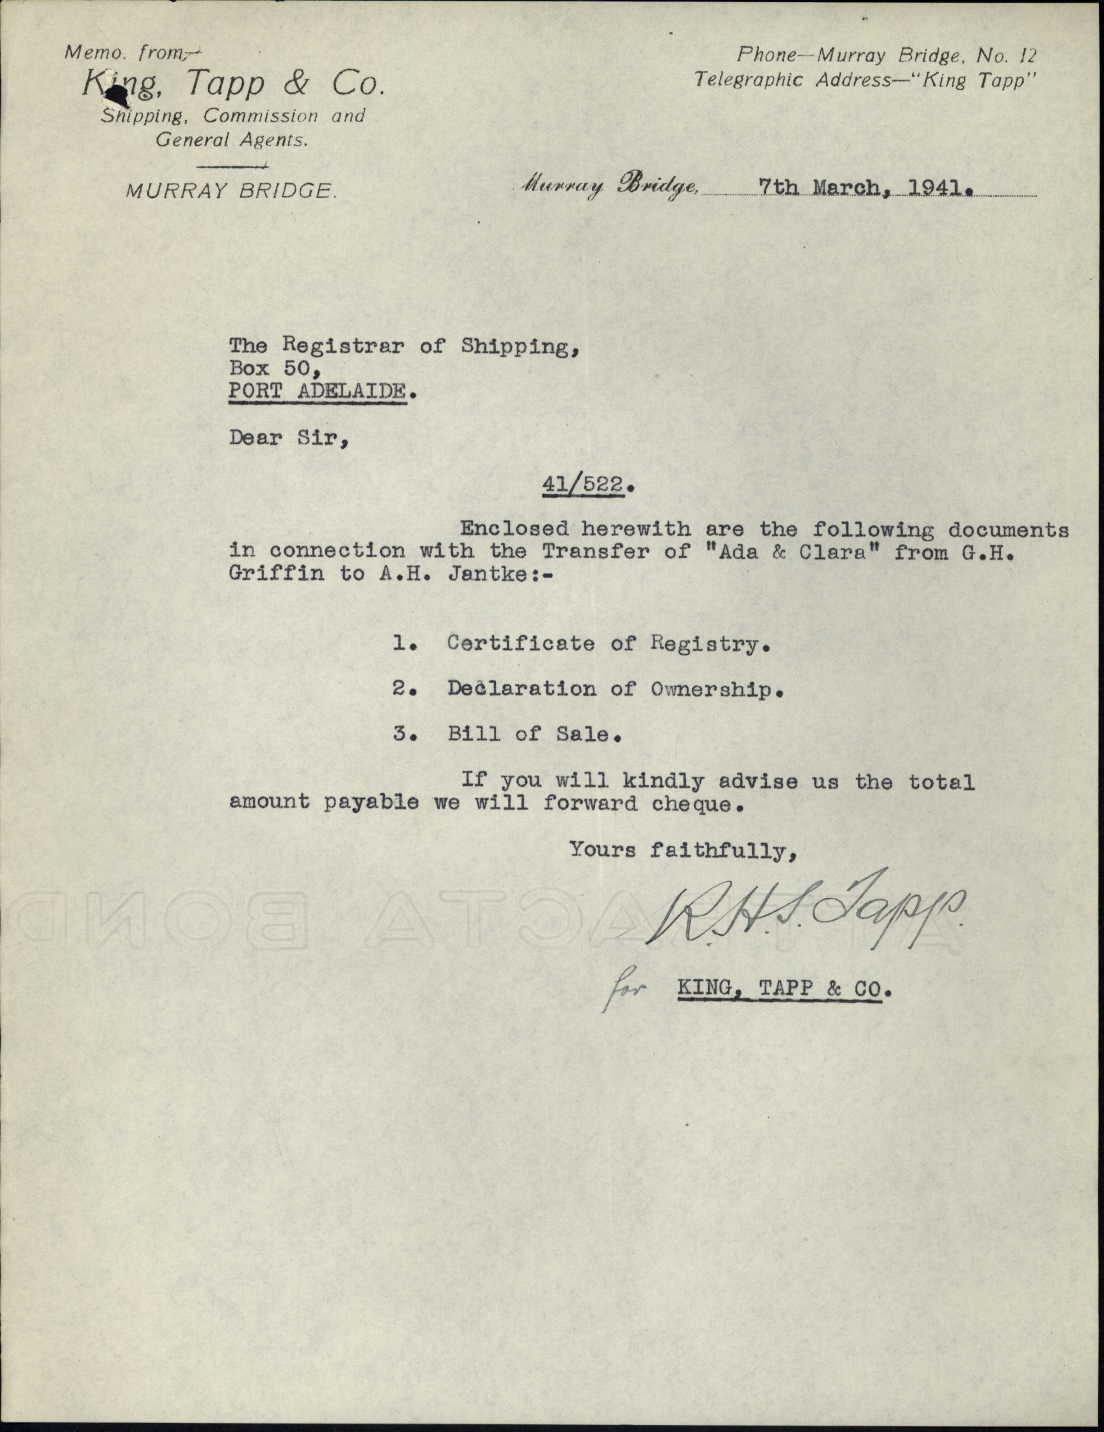 Memo. from:—
King, Tapp & Co.
Shipping, Commission and
General Agents.
MURRAY BRIDGE.
Phone—Murray Bridge, No. 12
Telegraphic Address—"King Tapp"
Murray Bridge, 7th March, 1941.
The Registrar of Shipping,
Box 50,
PORT ADELAIDE.
Dear Sir,
41/522.
Enclosed herewith are the following documents
in connection with the Transfer of "Ada & Clara" from G.H.
Griffin to A.H. Jantke:-
1. Certificate of Registry.
2. Declaration of Ownership.
3. Bill of Sale.
If you will kindly advise us the total
amount payable we will forward cheque.
Yours faithfully,
R.H.S. Tapp.
for KING, TAPP & CO.